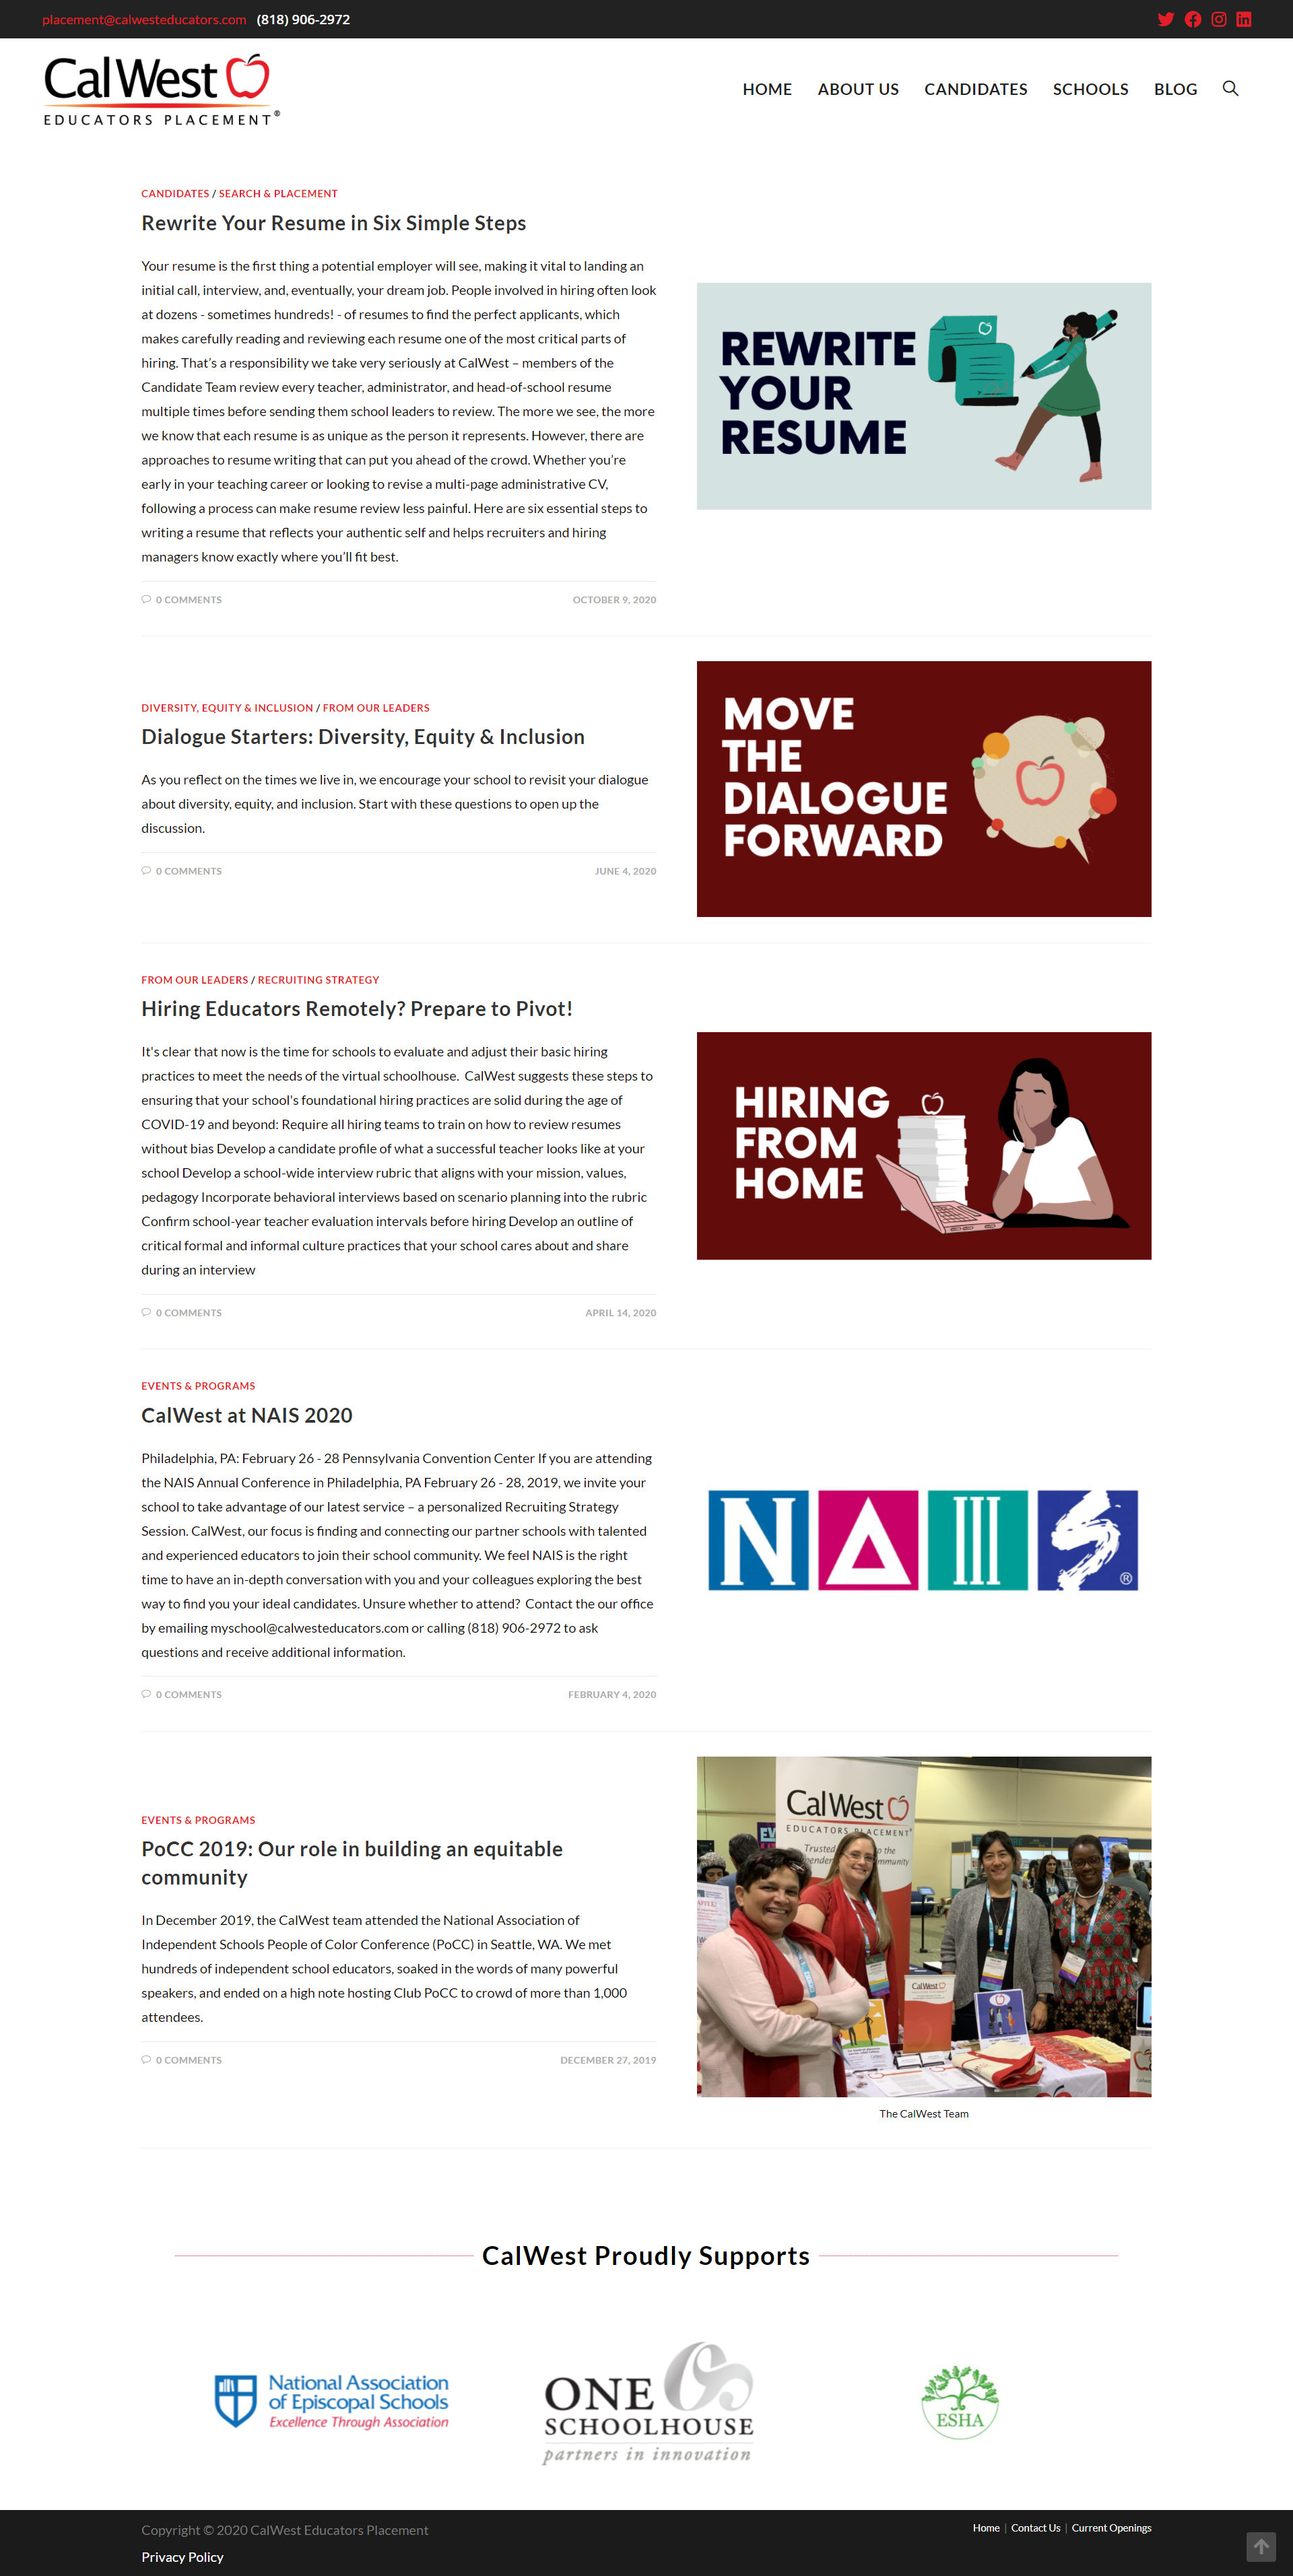 placement@calwesteducators.com (818) 906-2972
CalWest
EDUCATORS PLACEMENT®
HOME ABOUT US CANDIDATES SCHOOLS BLOG
CANDIDATES / SEARCH & PLACEMENT
Rewrite Your Resume in Six Simple Steps
Your resume is the first thing a potential employer will see, making it vital to landing an
initial call, interview, and, eventually, your dream job. People involved in hiring often look
at dozens - sometimes hundreds! - of resumes to find the perfect applicants, which
makes carefully reading and reviewing each resume one of the most critical parts of
hiring. That’s a responsibility we take very seriously at CalWest – members of the
Candidate Team review every teacher, administrator, and head-of-school resume
multiple times before sending them school leaders to review. The more we see, the more
we know that each resume is as unique as the person it represents. However, there are
approaches to resume writing that can put you ahead of the crowd. Whether you’re
early in your teaching career or looking to revise a multi-page administrative CV,
following a process can make resume review less painful. Here are six essential steps to
writing a resume that reflects your authentic self and helps recruiters and hiring
managers know exactly where you’ll fit best.
0 COMMENTS OCTOBER 9, 2020
REWRITE
YOUR
RESUME
DIVERSITY, EQUITY & INCLUSION / FROM OUR LEADERS
Dialogue Starters: Diversity, Equity & Inclusion
As you reflect on the times we live in, we encourage your school to revisit your dialogue
about diversity, equity, and inclusion. Start with these questions to open up the
discussion.
0 COMMENTS JUNE 4, 2020
MOVE
THE
DIALOGUE
FORWARD
FROM OUR LEADERS / RECRUITING STRATEGY
Hiring Educators Remotely? Prepare to Pivot!
It's clear that now is the time for schools to evaluate and adjust their basic hiring
practices to meet the needs of the virtual schoolhouse.  CalWest suggests these steps to
ensuring that your school's foundational hiring practices are solid during the age of
COVID-19 and beyond: Require all hiring teams to train on how to review resumes
without bias Develop a candidate profile of what a successful teacher looks like at your
school Develop a school-wide interview rubric that aligns with your mission, values,
pedagogy Incorporate behavioral interviews based on scenario planning into the rubric
Confirm school-year teacher evaluation intervals before hiring Develop an outline of
critical formal and informal culture practices that your school cares about and share
during an interview
0 COMMENTS APRIL 14, 2020
HIRING
FROM
HOME
EVENTS & PROGRAMS
CalWest at NAIS 2020
Philadelphia, PA: February 26 - 28 Pennsylvania Convention Center If you are attending
the NAIS Annual Conference in Philadelphia, PA February 26 - 28, 2019, we invite your
school to take advantage of our latest service – a personalized Recruiting Strategy
Session. CalWest, our focus is finding and connecting our partner schools with talented
and experienced educators to join their school community. We feel NAIS is the right
time to have an in-depth conversation with you and your colleagues exploring the best
way to find you your ideal candidates. Unsure whether to attend?  Contact the our office
by emailing myschool@calwesteducators.com or calling (818) 906-2972 to ask
questions and receive additional information.
0 COMMENTS FEBRUARY 4, 2020
NAIS®
EVENTS & PROGRAMS
PoCC 2019: Our role in building an equitable
community
In December 2019, the CalWest team attended the National Association of
Independent Schools People of Color Conference (PoCC) in Seattle, WA. We met
hundreds of independent school educators, soaked in the words of many powerful
speakers, and ended on a high note hosting Club PoCC to crowd of more than 1,000
attendees.
0 COMMENTS DECEMBER 27, 2019
CalWest
EDUCATORS PLACEMENT
Trusted to the
community
CalWest
The CalWest Team
CalWest Proudly Supports
National Association
of Episcopal Schools
Excellence Through Association
ONE
SCHOOLHOUSE
partners in innovation
ESHA
Copyright © 2020 CalWest Educators Placement
Home | Contact Us | Current Openings
Privacy Policy